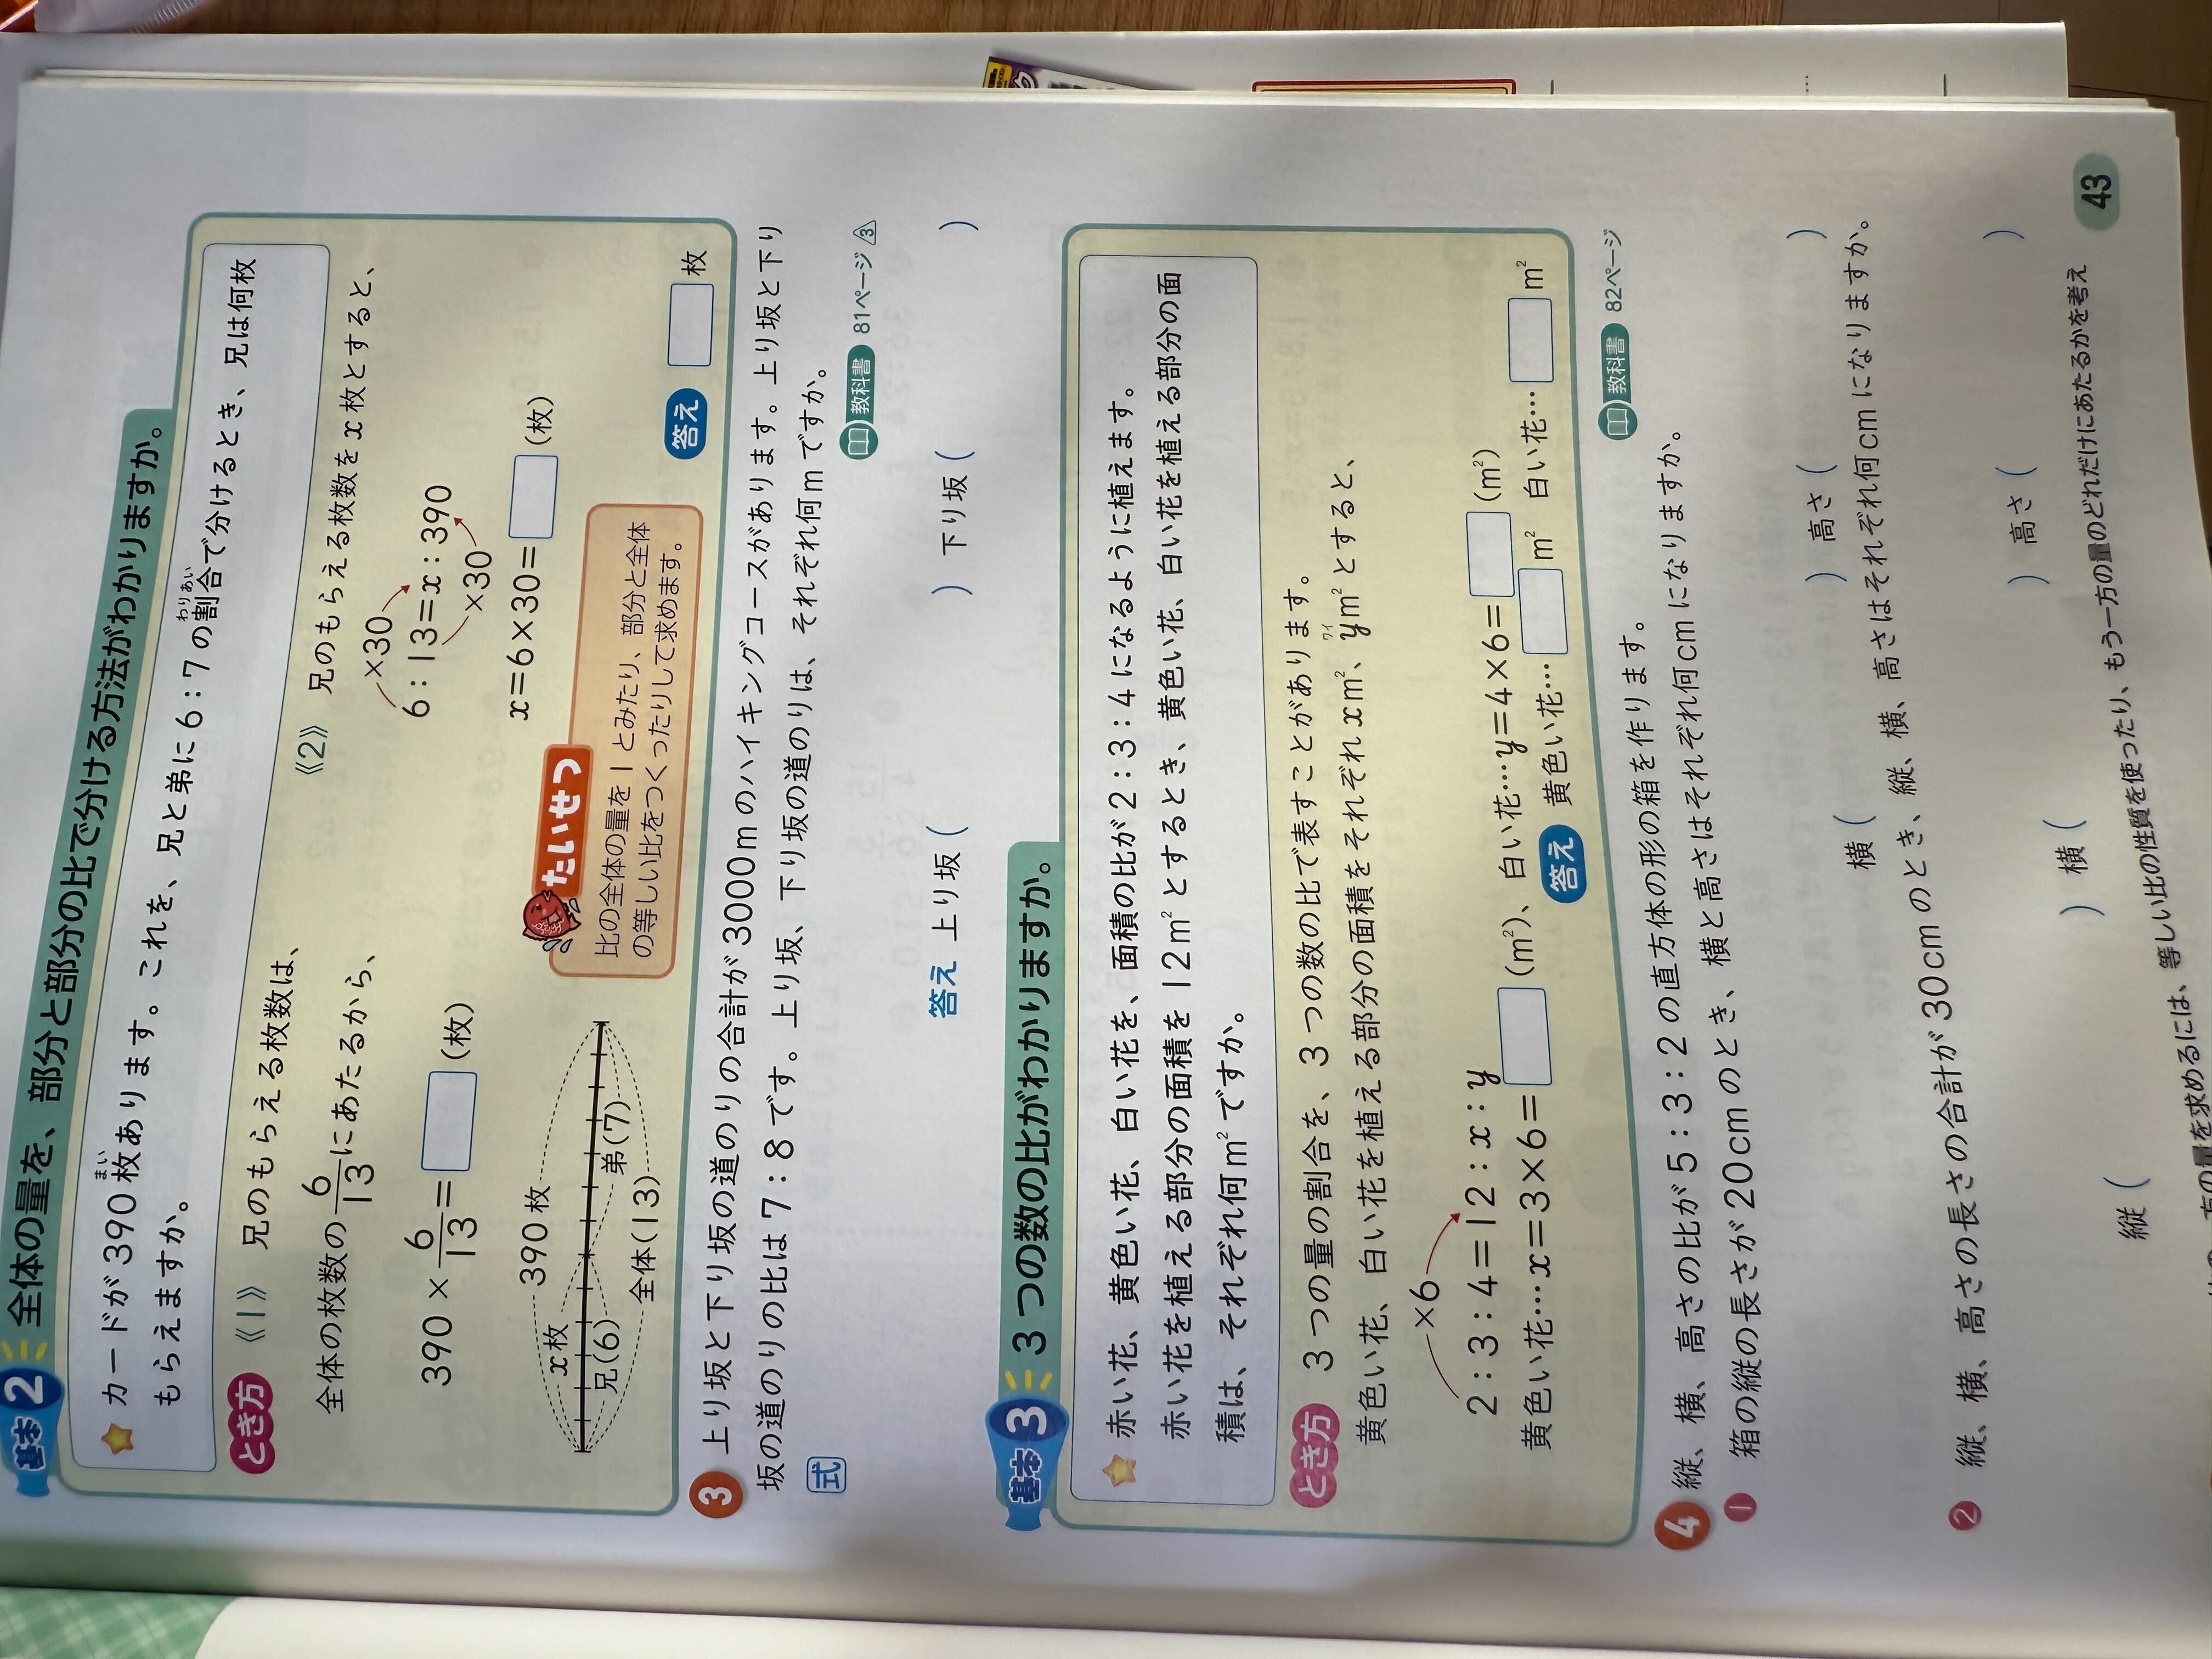 基本2 全体の量を、部分と部分の比で分ける方法がわかりますか。
カードが390枚あります。これを、兄と弟に6:7の割合で分けるとき、兄は何枚
まい
わりあい
もらえますか。
とき方 《1》 兄のもらえる枚数は、
全体の枚数の6/13にあたるから、
390×6/13=□(枚)
390枚
x枚
兄(6) 弟(7)
全体(13)
《2》 兄のもらえる枚数をx枚とすると、
×30
6:13=x:390
×30
x=6×30=□(枚)
たいせつ
比の全体の量を1とみたり、部分と全体
の等しい比をつくったりして求めます。
答え □枚
3 上り坂と下り坂の道のりの合計が3000mのハイキングコースがあります。上り坂と下り
坂の道のりの比は7:8です。上り坂、下り坂の道のりは、それぞれ何mですか。
教科書 81ページ 3
式
答え 上り坂( ) 下り坂( )
基本3 3つの数の比がわかりますか。
赤い花、黄色い花、白い花を、面積の比が2:3:4になるように植えます。
赤い花を植える部分の面積を12m²とするとき、黄色い花、白い花を植える部分の面
積は、それぞれ何m²ですか。
とき方 3つの量の割合を、3つの数の比で表すことがあります。
黄色い花、白い花を植える部分の面積をそれぞれxm²、ym²とすると、
ワイ
×6
2:3:4=12:x:y
黄色い花…x=3×6=□(m²)、白い花…y=4×6=□(m²)
答え 黄色い花…□m² 白い花…□m²
教科書 82ページ
4 縦、横、高さの比が5:3:2の直方体の形の箱を作ります。
1 箱の縦の長さが20cmのとき、横と高さはそれぞれ何cmになりますか。
横( ) 高さ( )
2 縦、横、高さの長さの合計が30cmのとき、縦、横、高さはそれぞれ何cmになりますか。
縦( ) 横( ) 高さ( )
の量を求めるには、等しい比の性質を使ったり、もう一方の量のどれだけにあたるかを考え
43